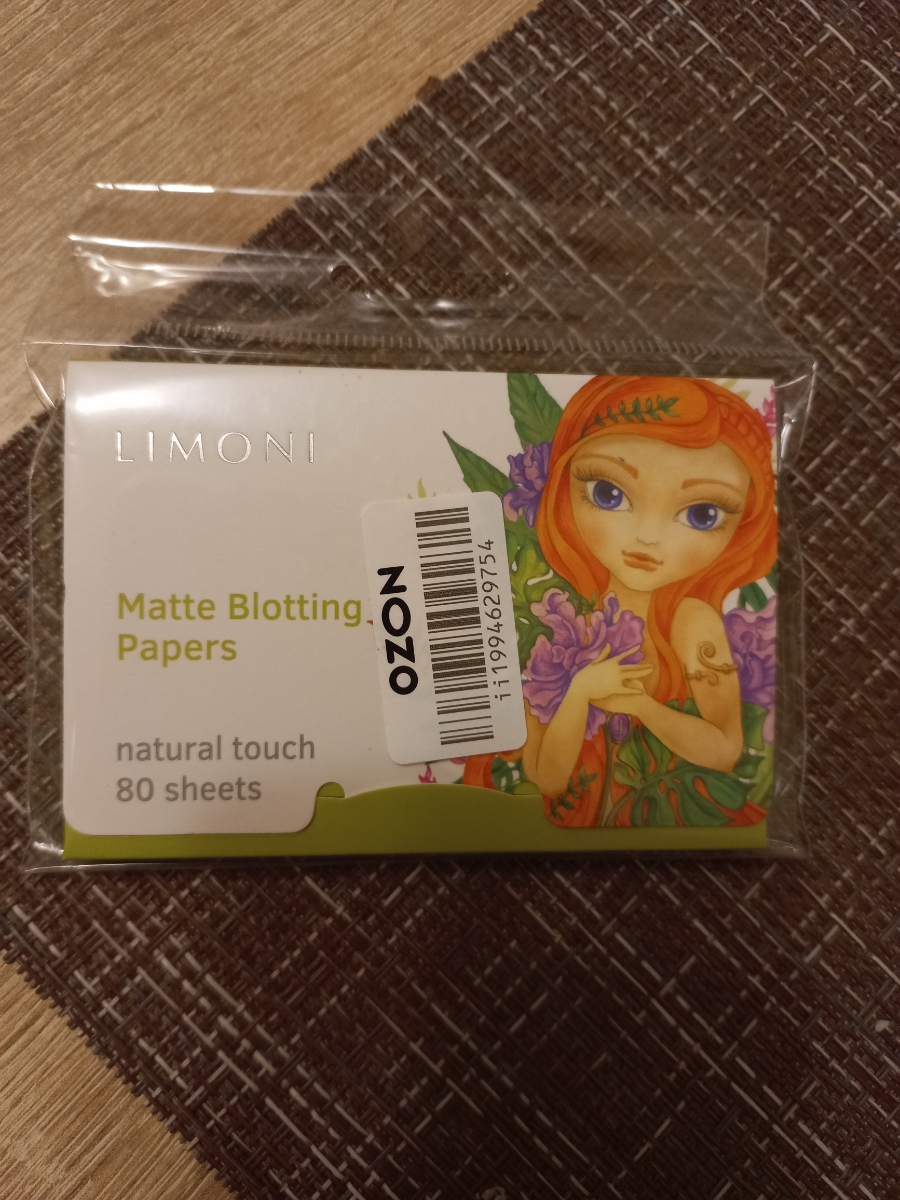 LIMONI
Matte Blotting
Papers
natural touch
80 sheets
OZON
ii1994629754